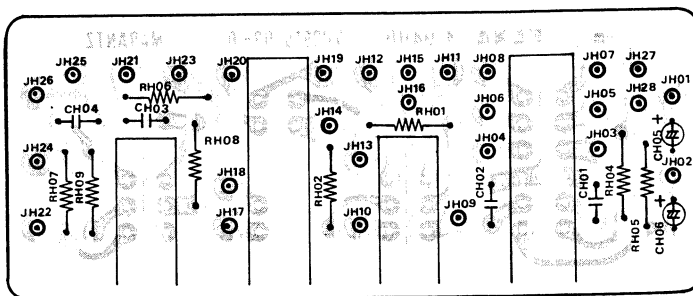 JH25 JH21 JH23 JH20 JH19 JH12 JH15 JH11 JH08 JH07 JH27
JH26 RH06 JH16 JH01
CH04 CH03 JH14 RH01 JH06 JH05 JH28
RH08 JH04 JH03 CH05
JH24 JH13 JH02
RH07 RH09 JH18 RH02 CH02 CH01 RH04
JH22 JH17 JH10 JH09 RH05 CH06
+
+
MARANTZ